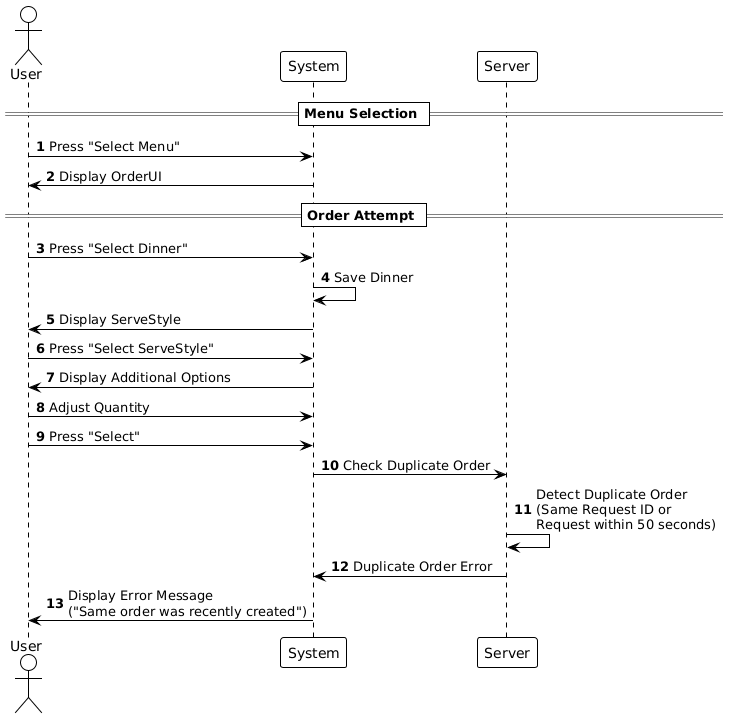 User
System
Server
Menu Selection
1 Press "Select Menu"
2 Display OrderUI
Order Attempt
3 Press "Select Dinner"
4 Save Dinner
5 Display ServeStyle
6 Press "Select ServeStyle"
7 Display Additional Options
8 Adjust Quantity
9 Press "Select"
10 Check Duplicate Order
Detect Duplicate Order
11 (Same Request ID or
Request within 50 seconds)
12 Duplicate Order Error
13 Display Error Message
("Same order was recently created")
User
System
Server